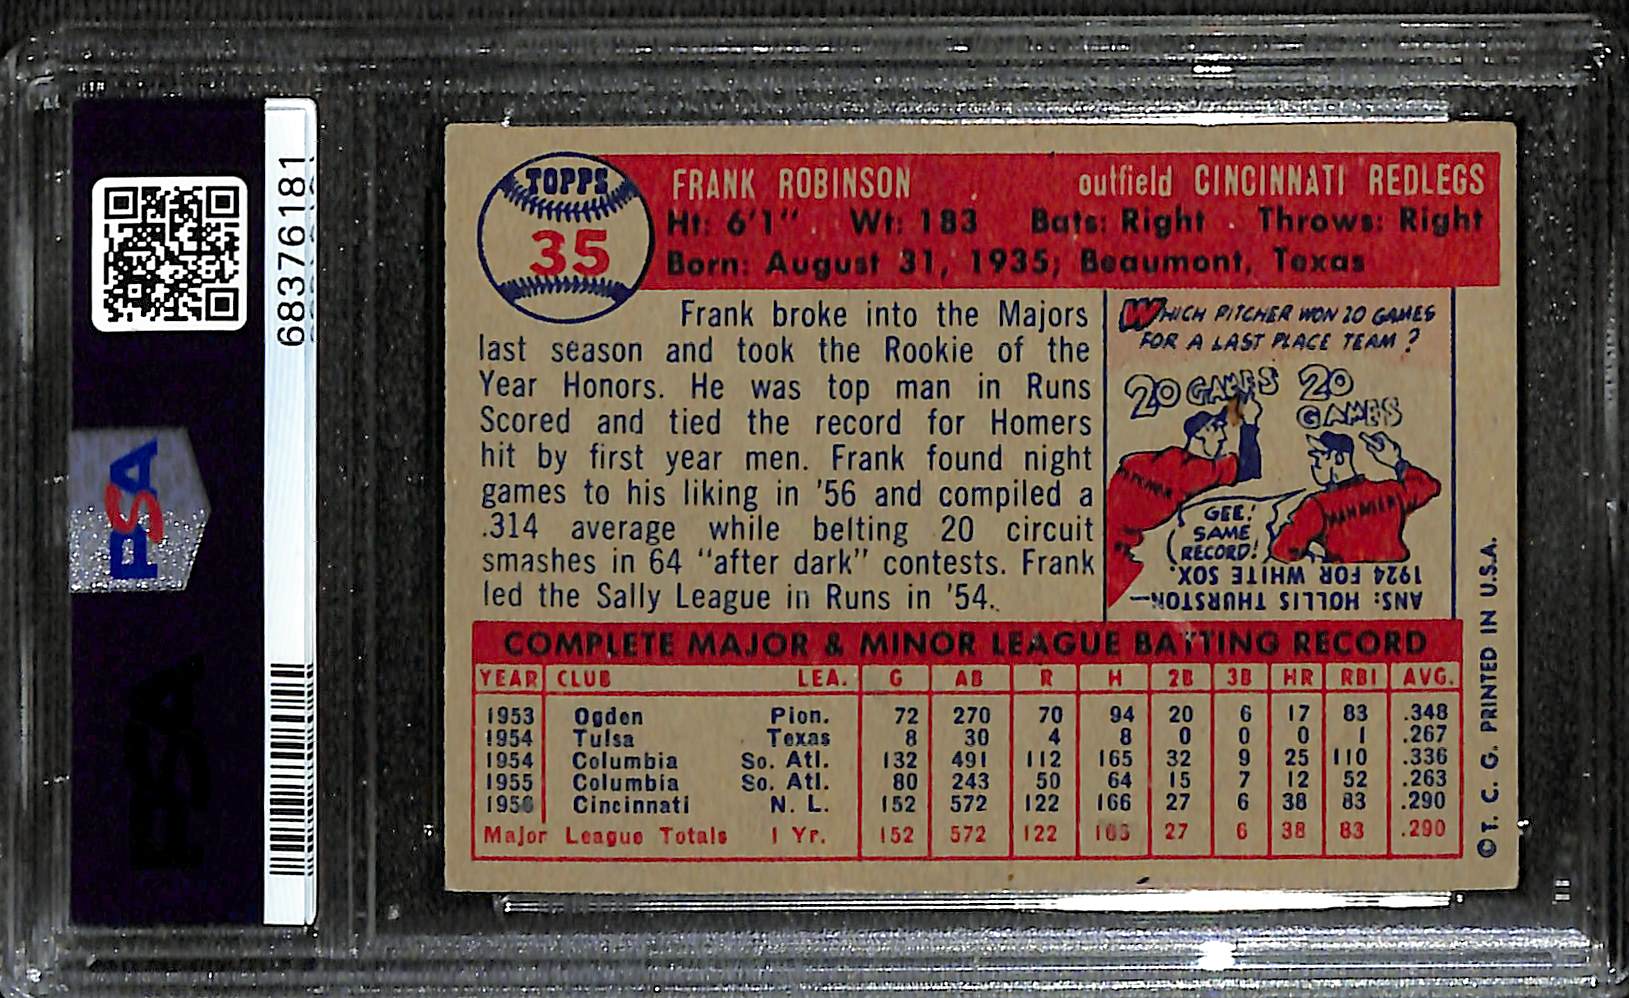 68376181
PSA
TOPPS
35
FRANK ROBINSON outfield CINCINNATI REDLEGS
Ht: 6'1" Wt: 183 Bats: Right Throws: Right
Born: August 31, 1935; Beaumont, Texas
Frank broke into the Majors
last season and took the Rookie of the
Year Honors. He was top man in Runs
Scored and tied the record for Homers
hit by first year men. Frank found night
games to his liking in '56 and compiled a
.314 average while belting 20 circuit
smashes in 64 "after dark" contests. Frank
led the Sally League in Runs in '54.
WHICH PITCHER WON 20 GAMES
FOR A LAST PLACE TEAM?
20 GAMES 20
GAMES
GEE!
SAME
RECORD!
ANS: HOLLIS THURSTON—
1924 FOR WHITE SOX.
COMPLETE MAJOR & MINOR LEAGUE BATTING RECORD
YEAR CLUB LEA. G AB R H 2B 3B HR RBI AVG.
1953 Ogden Pion. 72 270 70 94 20 6 17 83 .348
1954 Tulsa Texas 8 30 4 8 0 0 0 1 .267
1954 Columbia So. Atl. 132 491 112 165 32 9 25 110 .336
1955 Columbia So. Atl. 80 243 50 64 15 7 12 52 .263
1956 Cincinnati N. L. 152 572 122 166 27 6 38 83 .290
Major League Totals 1 Yr. 152 572 122 27 6 38 83 .290
© T. C. G. PRINTED IN U.S.A.
PSA